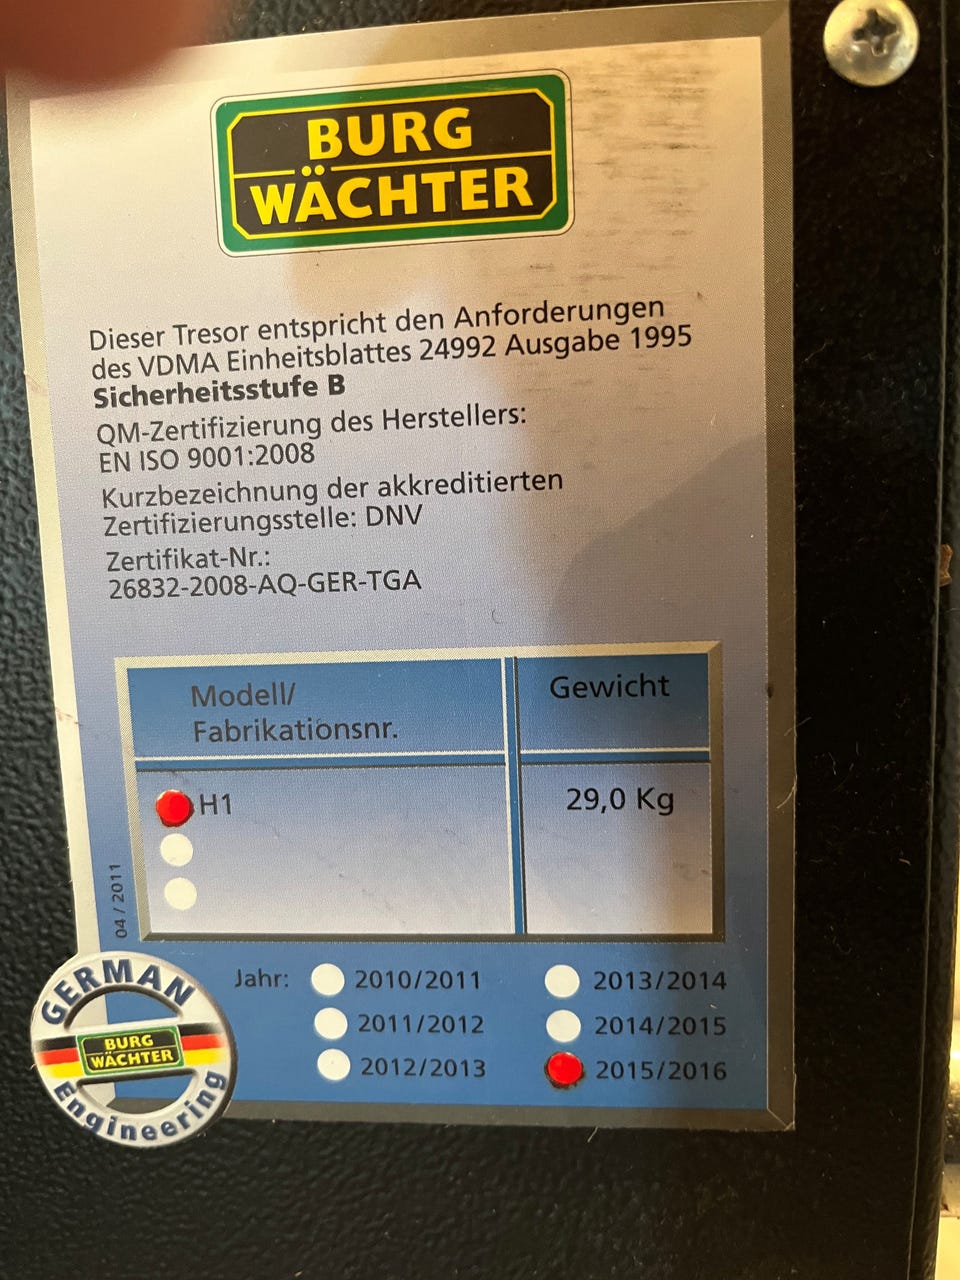 BURG
WÄCHTER
Dieser Tresor entspricht den Anforderungen
des VDMA Einheitsblattes 24992 Ausgabe 1995
Sicherheitsstufe B
QM-Zertifizierung des Herstellers:
EN ISO 9001:2008
Kurzbezeichnung der akkreditierten
Zertifizierungsstelle: DNV
Zertifikat-Nr.:
26832-2008-AQ-GER-TGA
Modell/
Fabrikationsnr.
Gewicht
H1
29,0 Kg
04/2011
Jahr:
2010/2011
2013/2014
2011/2012
2014/2015
2012/2013
2015/2016
GERMAN
BURG
WÄCHTER
Engineering